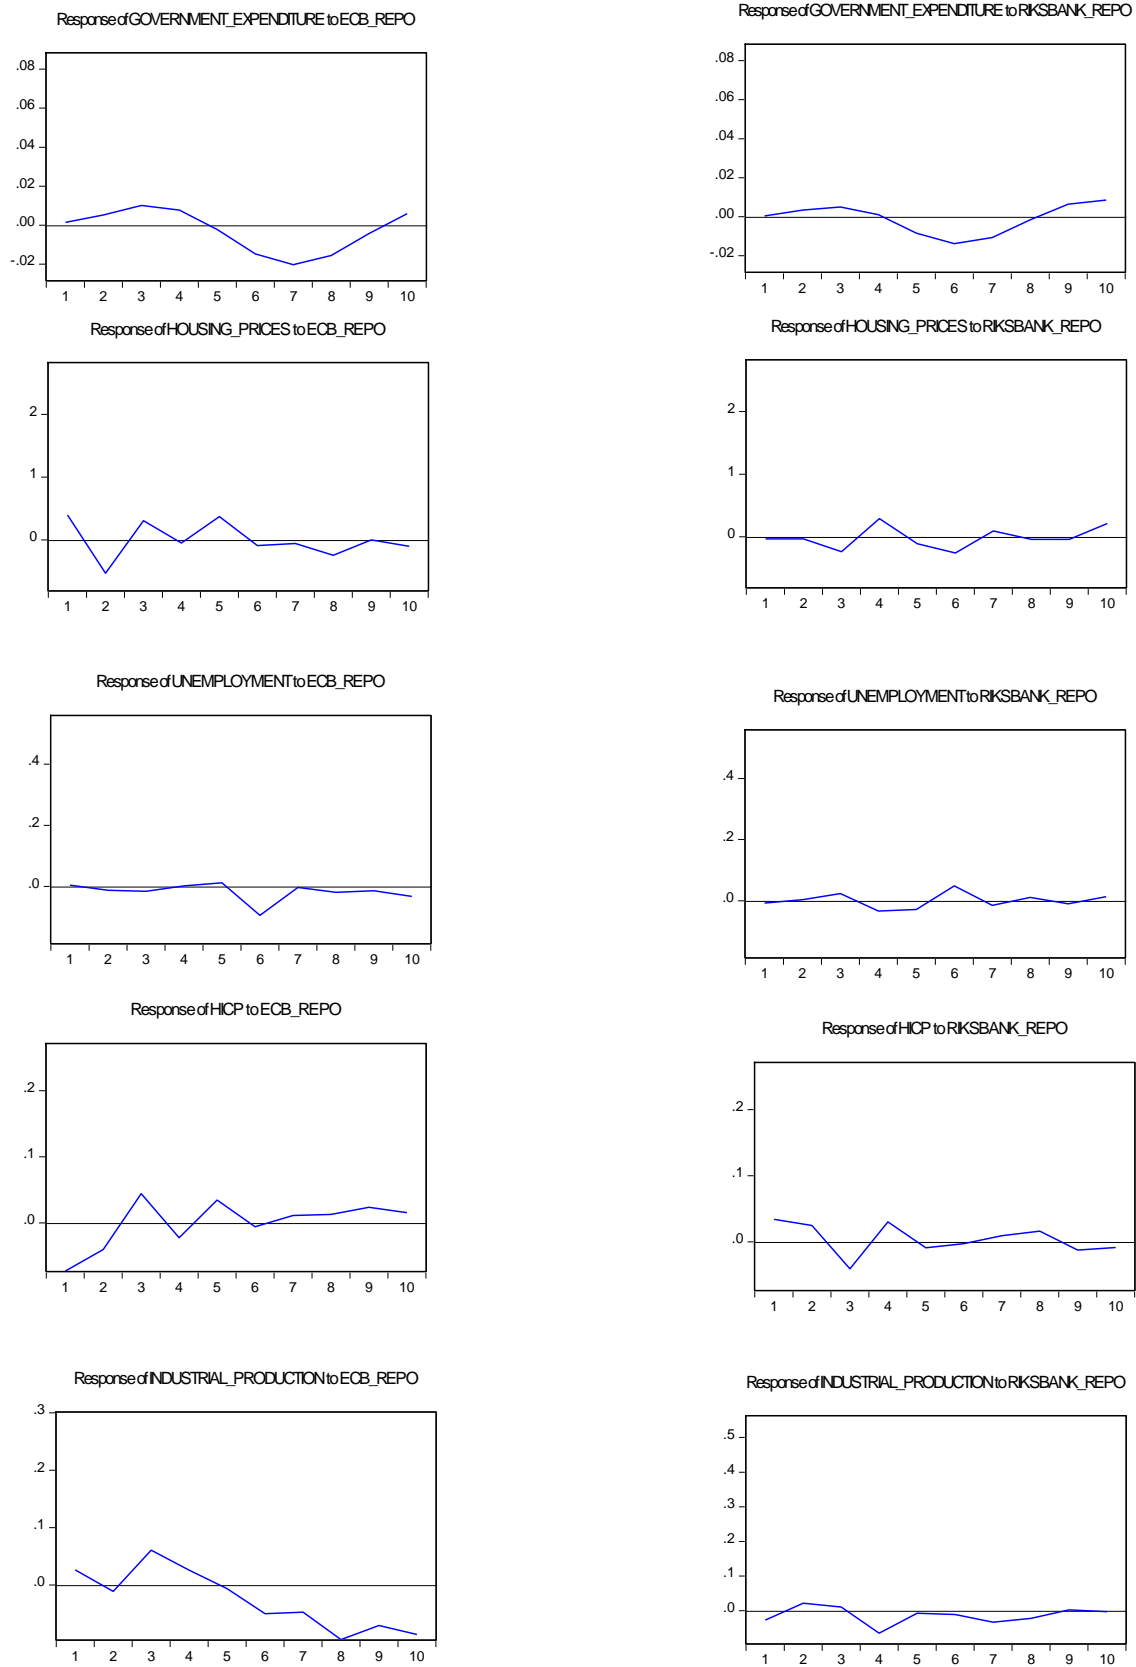 Response of GOVERNMENT_EXPENDITURE to ECB_REPO
.08
.06
.04
.02
.00
-.02
1 2 3 4 5 6 7 8 9 10
Response of GOVERNMENT_EXPENDITURE to RIKSBANK_REPO
.08
.06
.04
.02
.00
-.02
1 2 3 4 5 6 7 8 9 10
Response of HOUSING_PRICES to ECB_REPO
2
1
0
1 2 3 4 5 6 7 8 9 10
Response of HOUSING_PRICES to RIKSBANK_REPO
2
1
0
1 2 3 4 5 6 7 8 9 10
Response of UNEMPLOYMENT to ECB_REPO
.4
.2
.0
1 2 3 4 5 6 7 8 9 10
Response of UNEMPLOYMENT to RIKSBANK_REPO
.4
.2
.0
1 2 3 4 5 6 7 8 9 10
Response of HICP to ECB_REPO
.2
.1
.0
1 2 3 4 5 6 7 8 9 10
Response of HICP to RIKSBANK_REPO
.2
.1
.0
1 2 3 4 5 6 7 8 9 10
Response of INDUSTRIAL_PRODUCTION to ECB_REPO
.3
.2
.1
.0
1 2 3 4 5 6 7 8 9 10
Response of INDUSTRIAL_PRODUCTION to RIKSBANK_REPO
.5
.4
.3
.2
.1
.0
1 2 3 4 5 6 7 8 9 10